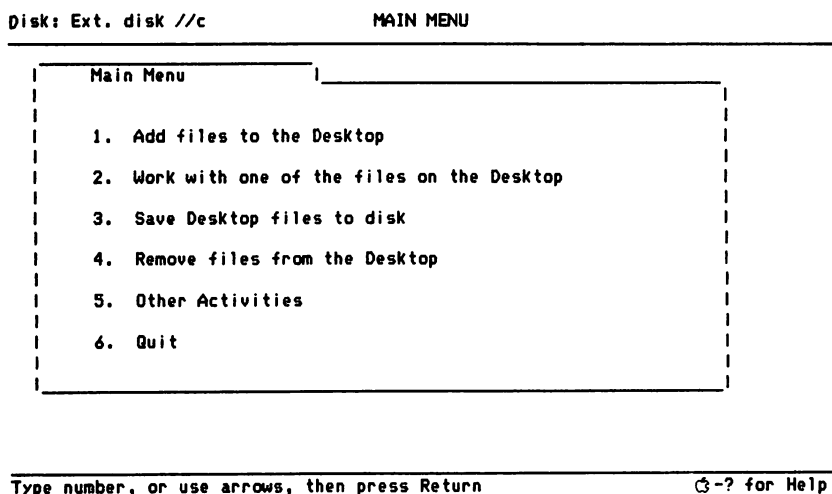 Disk: Ext. disk //c MAIN MENU
Main Menu
1. Add files to the Desktop
2. Work with one of the files on the Desktop
3. Save Desktop files to disk
4. Remove files from the Desktop
5. Other Activities
6. Quit
Type number, or use arrows, then press Return -? for Help